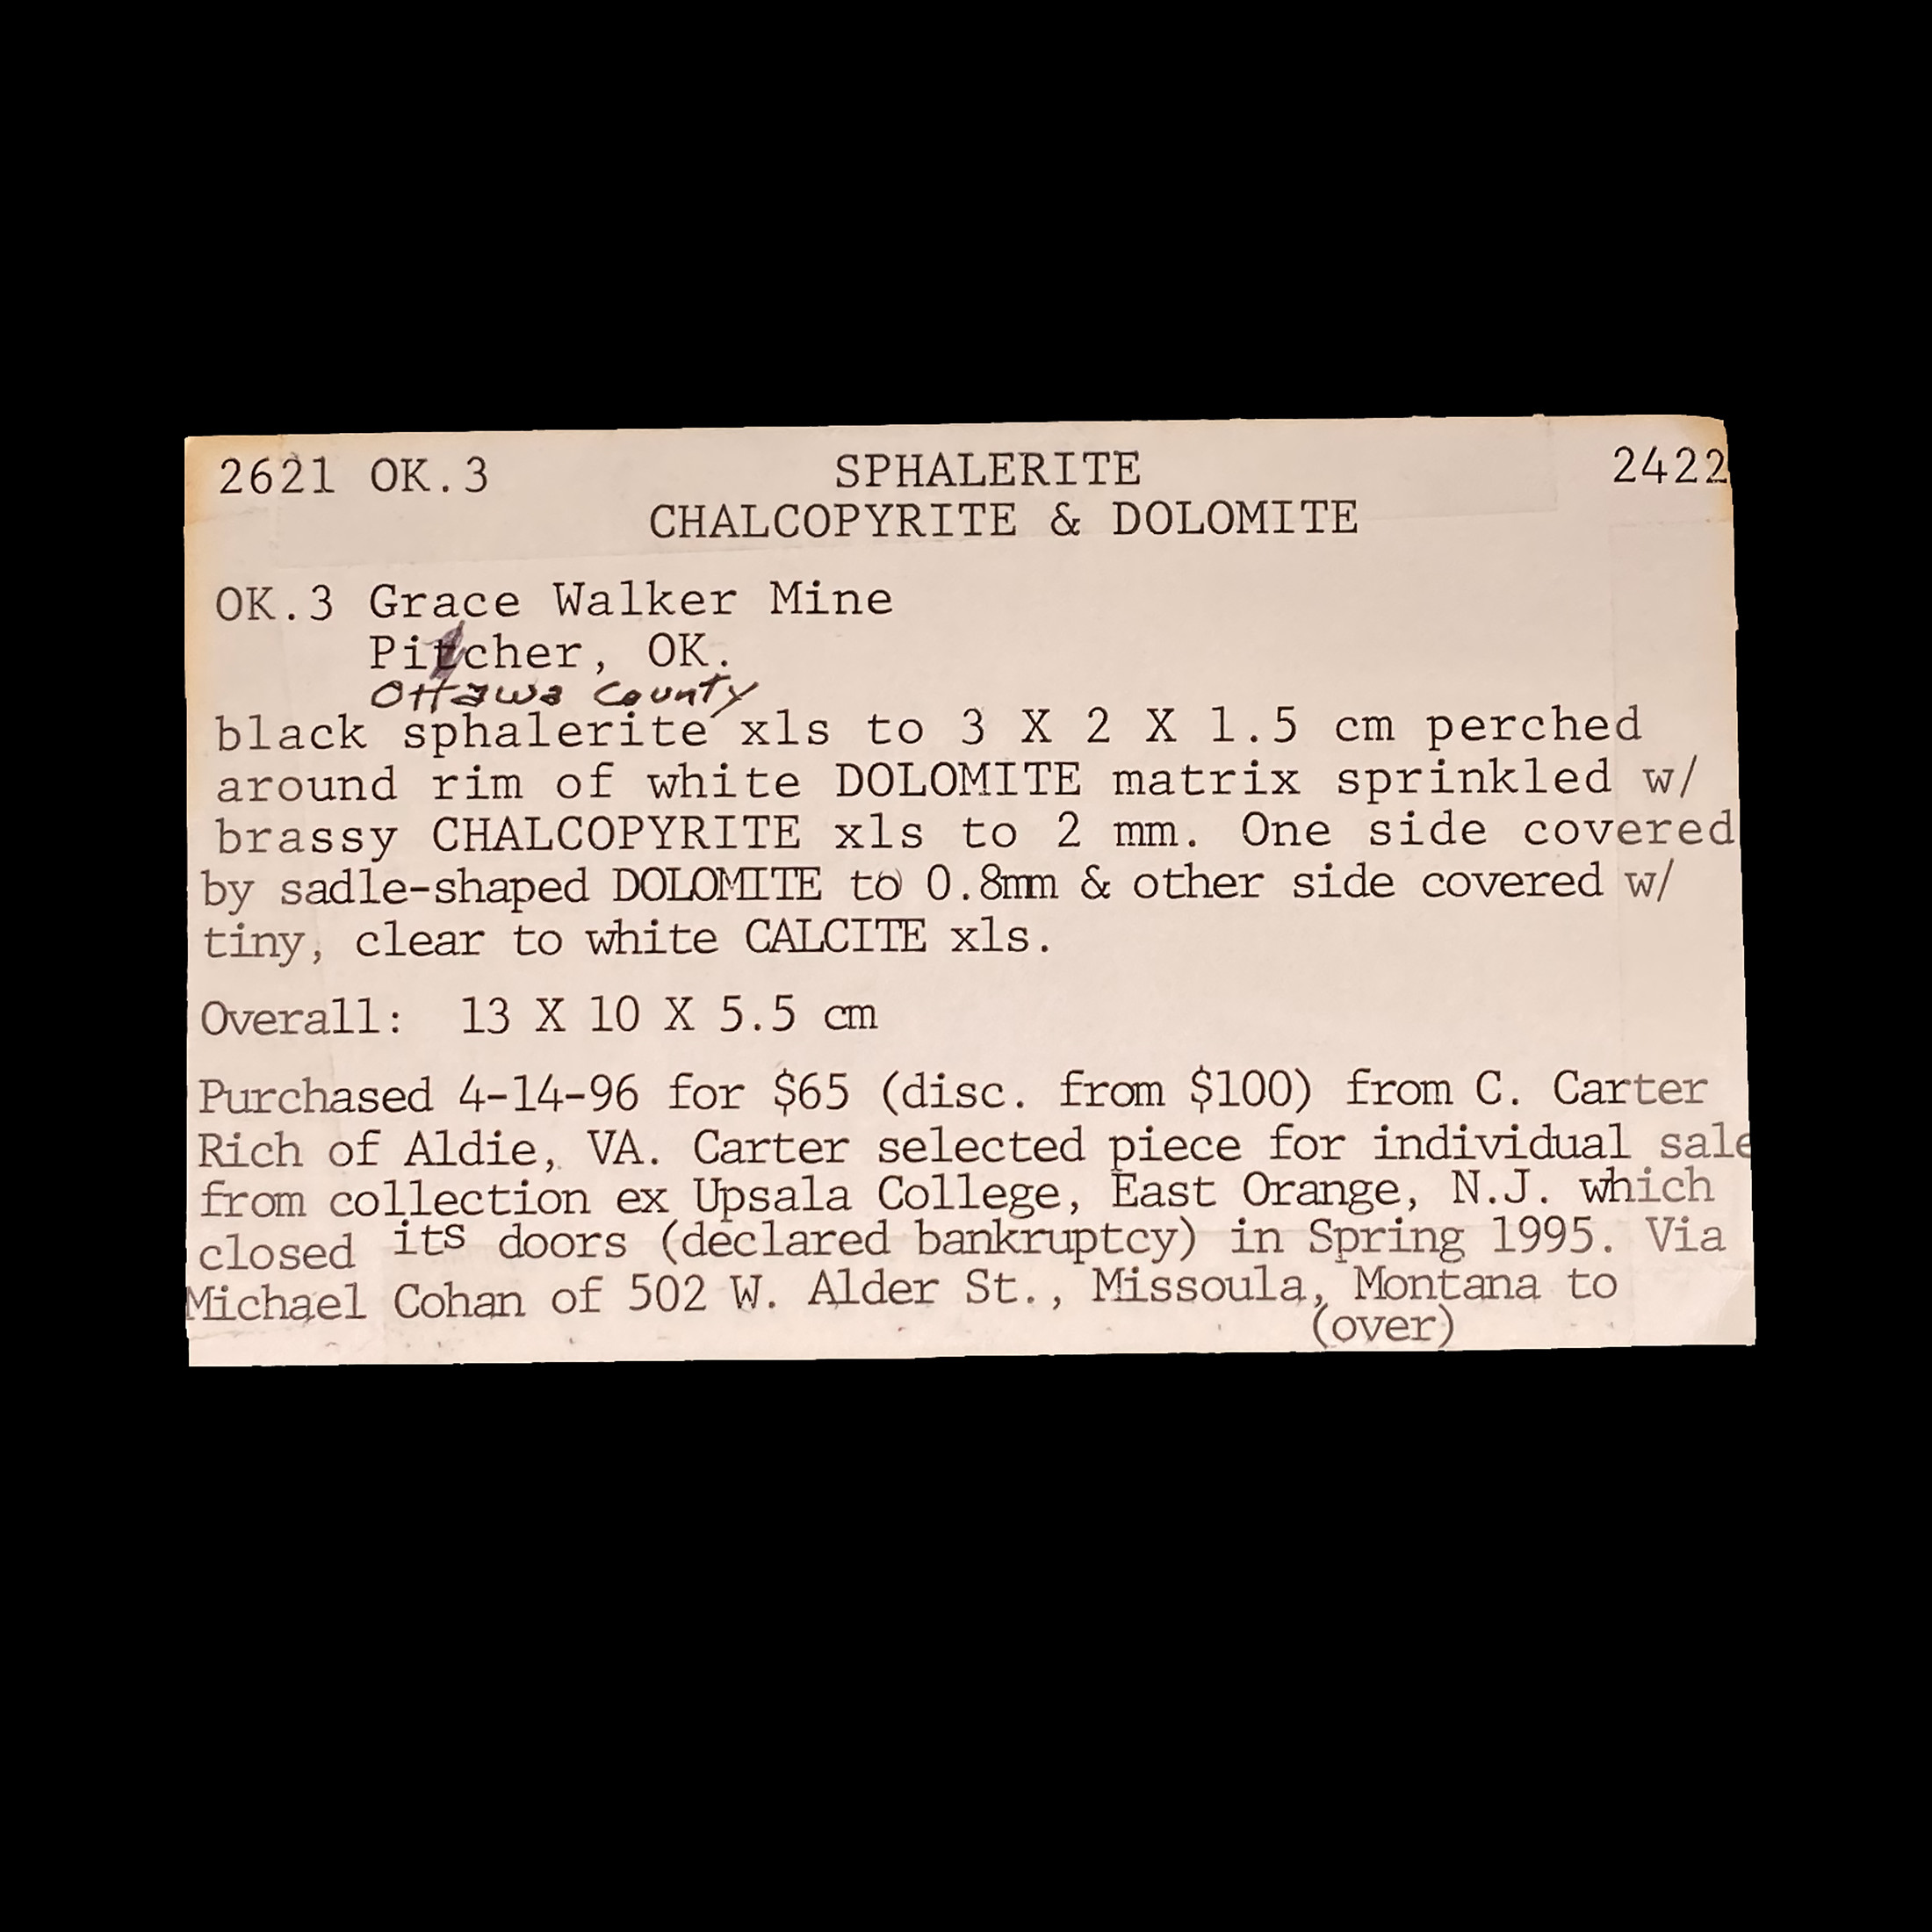 2621 OK.3 SPHALERITE 2422
CHALCOPYRITE & DOLOMITE
OK.3 Grace Walker Mine
Picher, OK.
Ottawa County
black sphalerite xls to 3 X 2 X 1.5 cm perched
around rim of white DOLOMITE matrix sprinkled w/
brassy CHALCOPYRITE xls to 2 mm. One side covered
by sadle-shaped DOLOMITE to 0.8mm & other side covered w/
tiny, clear to white CALCITE xls.
Overall: 13 X 10 X 5.5 cm
Purchased 4-14-96 for $65 (disc. from $100) from C. Carter
Rich of Aldie, VA. Carter selected piece for individual sale
from collection ex Upsala College, East Orange, N.J. which
closed its doors (declared bankruptcy) in Spring 1995. Via
Michael Cohan of 502 W. Alder St., Missoula, Montana to
(over)